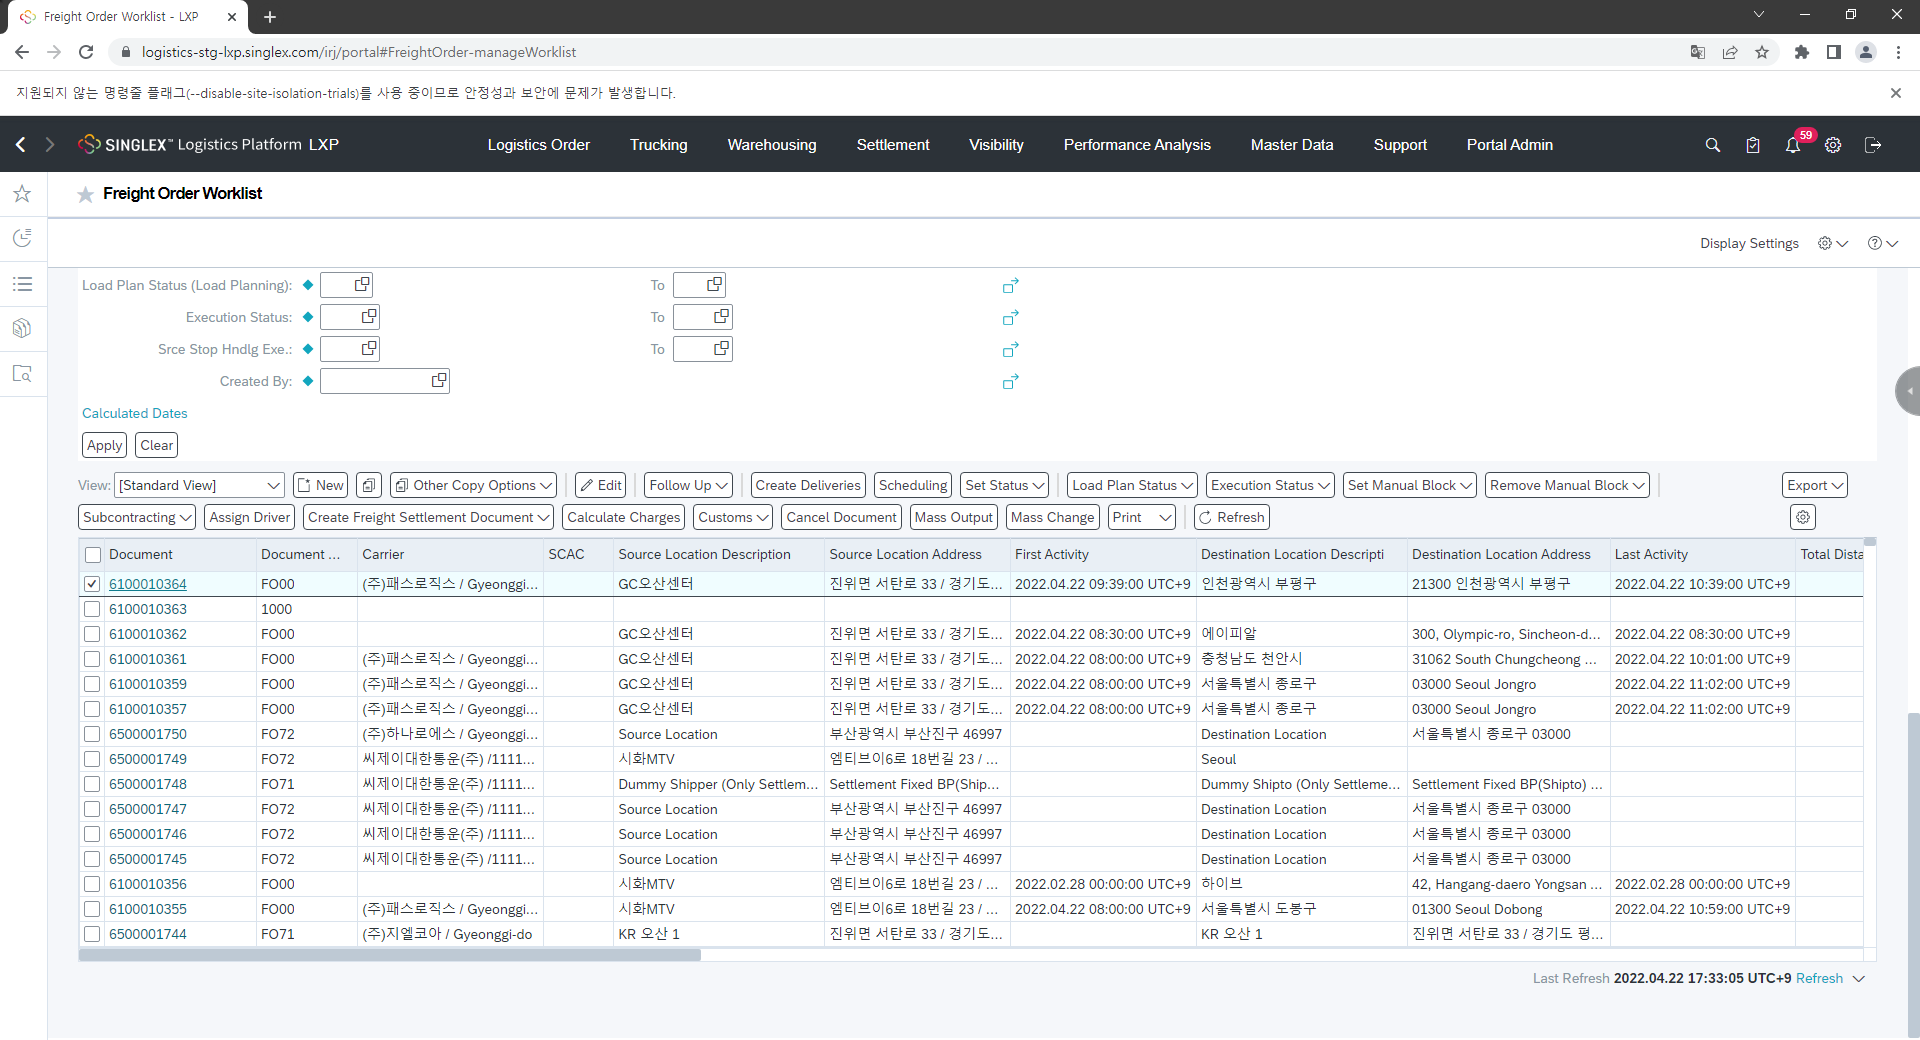 Freight Order Worklist - LXP
logistics-stg-lxp.singlex.com/irj/portal#FreightOrder-manageWorklist
지원되지 않는 명령줄 플래그(--disable-site-isolation-trials)를 사용 중이므로 안정성과 보안에 문제가 발생합니다.
SINGLEX™ Logistics Platform LXP Logistics Order Trucking Warehousing Settlement Visibility Performance Analysis Master Data Support Portal Admin 59
Freight Order Worklist
Display Settings
Load Plan Status (Load Planning): To
Execution Status: To
Srce Stop Hndlg Exe.: To
Created By:
Calculated Dates
Apply Clear
View: [Standard View] New Other Copy Options Edit Follow Up Create Deliveries Scheduling Set Status Load Plan Status Execution Status Set Manual Block Remove Manual Block Export
Subcontracting Assign Driver Create Freight Settlement Document Calculate Charges Customs Cancel Document Mass Output Mass Change Print Refresh
Document Document ... Carrier SCAC Source Location Description Source Location Address First Activity Destination Location Descripti Destination Location Address Last Activity Total Dista
6100010364 FO00 (주)패스로직스 / Gyeonggi... GC오산센터 진위면 서탄로 33 / 경기도... 2022.04.22 09:39:00 UTC+9 인천광역시 부평구 21300 인천광역시 부평구 2022.04.22 10:39:00 UTC+9
6100010363 1000
6100010362 FO00 GC오산센터 진위면 서탄로 33 / 경기도... 2022.04.22 08:30:00 UTC+9 에이피알 300, Olympic-ro, Sincheon-d... 2022.04.22 08:30:00 UTC+9
6100010361 FO00 (주)패스로직스 / Gyeonggi... GC오산센터 진위면 서탄로 33 / 경기도... 2022.04.22 08:00:00 UTC+9 충청남도 천안시 31062 South Chungcheong ... 2022.04.22 10:01:00 UTC+9
6100010359 FO00 (주)패스로직스 / Gyeonggi... GC오산센터 진위면 서탄로 33 / 경기도... 2022.04.22 08:00:00 UTC+9 서울특별시 종로구 03000 Seoul Jongro 2022.04.22 11:02:00 UTC+9
6100010357 FO00 (주)패스로직스 / Gyeonggi... GC오산센터 진위면 서탄로 33 / 경기도... 2022.04.22 08:00:00 UTC+9 서울특별시 종로구 03000 Seoul Jongro 2022.04.22 11:02:00 UTC+9
6500001750 FO72 (주)하나로에스 / Gyeonggi... Source Location 부산광역시 부산진구 46997 Destination Location 서울특별시 종로구 03000
6500001749 FO72 씨제이대한통운(주) /1111... 시화MTV 엠티브이6로 18번길 23 / ... Seoul
6500001748 FO71 씨제이대한통운(주) /1111... Dummy Shipper (Only Settlem... Settlement Fixed BP(Ship... Dummy Shipto (Only Settleme... Settlement Fixed BP(Shipto) ...
6500001747 FO72 씨제이대한통운(주) /1111... Source Location 부산광역시 부산진구 46997 Destination Location 서울특별시 종로구 03000
6500001746 FO72 씨제이대한통운(주) /1111... Source Location 부산광역시 부산진구 46997 Destination Location 서울특별시 종로구 03000
6500001745 FO72 씨제이대한통운(주) /1111... Source Location 부산광역시 부산진구 46997 Destination Location 서울특별시 종로구 03000
6100010356 FO00 시화MTV 엠티브이6로 18번길 23 / ... 2022.02.28 00:00:00 UTC+9 하이브 42, Hangang-daero Yongsan ... 2022.02.28 00:00:00 UTC+9
6100010355 FO00 (주)패스로직스 / Gyeonggi... 시화MTV 엠티브이6로 18번길 23 / ... 2022.04.22 08:00:00 UTC+9 서울특별시 도봉구 01300 Seoul Dobong 2022.04.22 10:59:00 UTC+9
6500001744 FO71 (주)지엘코아 / Gyeonggi-do KR 오산 1 진위면 서탄로 33 / 경기도... KR 오산 1 진위면 서탄로 33 / 경기도 평...
Last Refresh 2022.04.22 17:33:05 UTC+9 Refresh